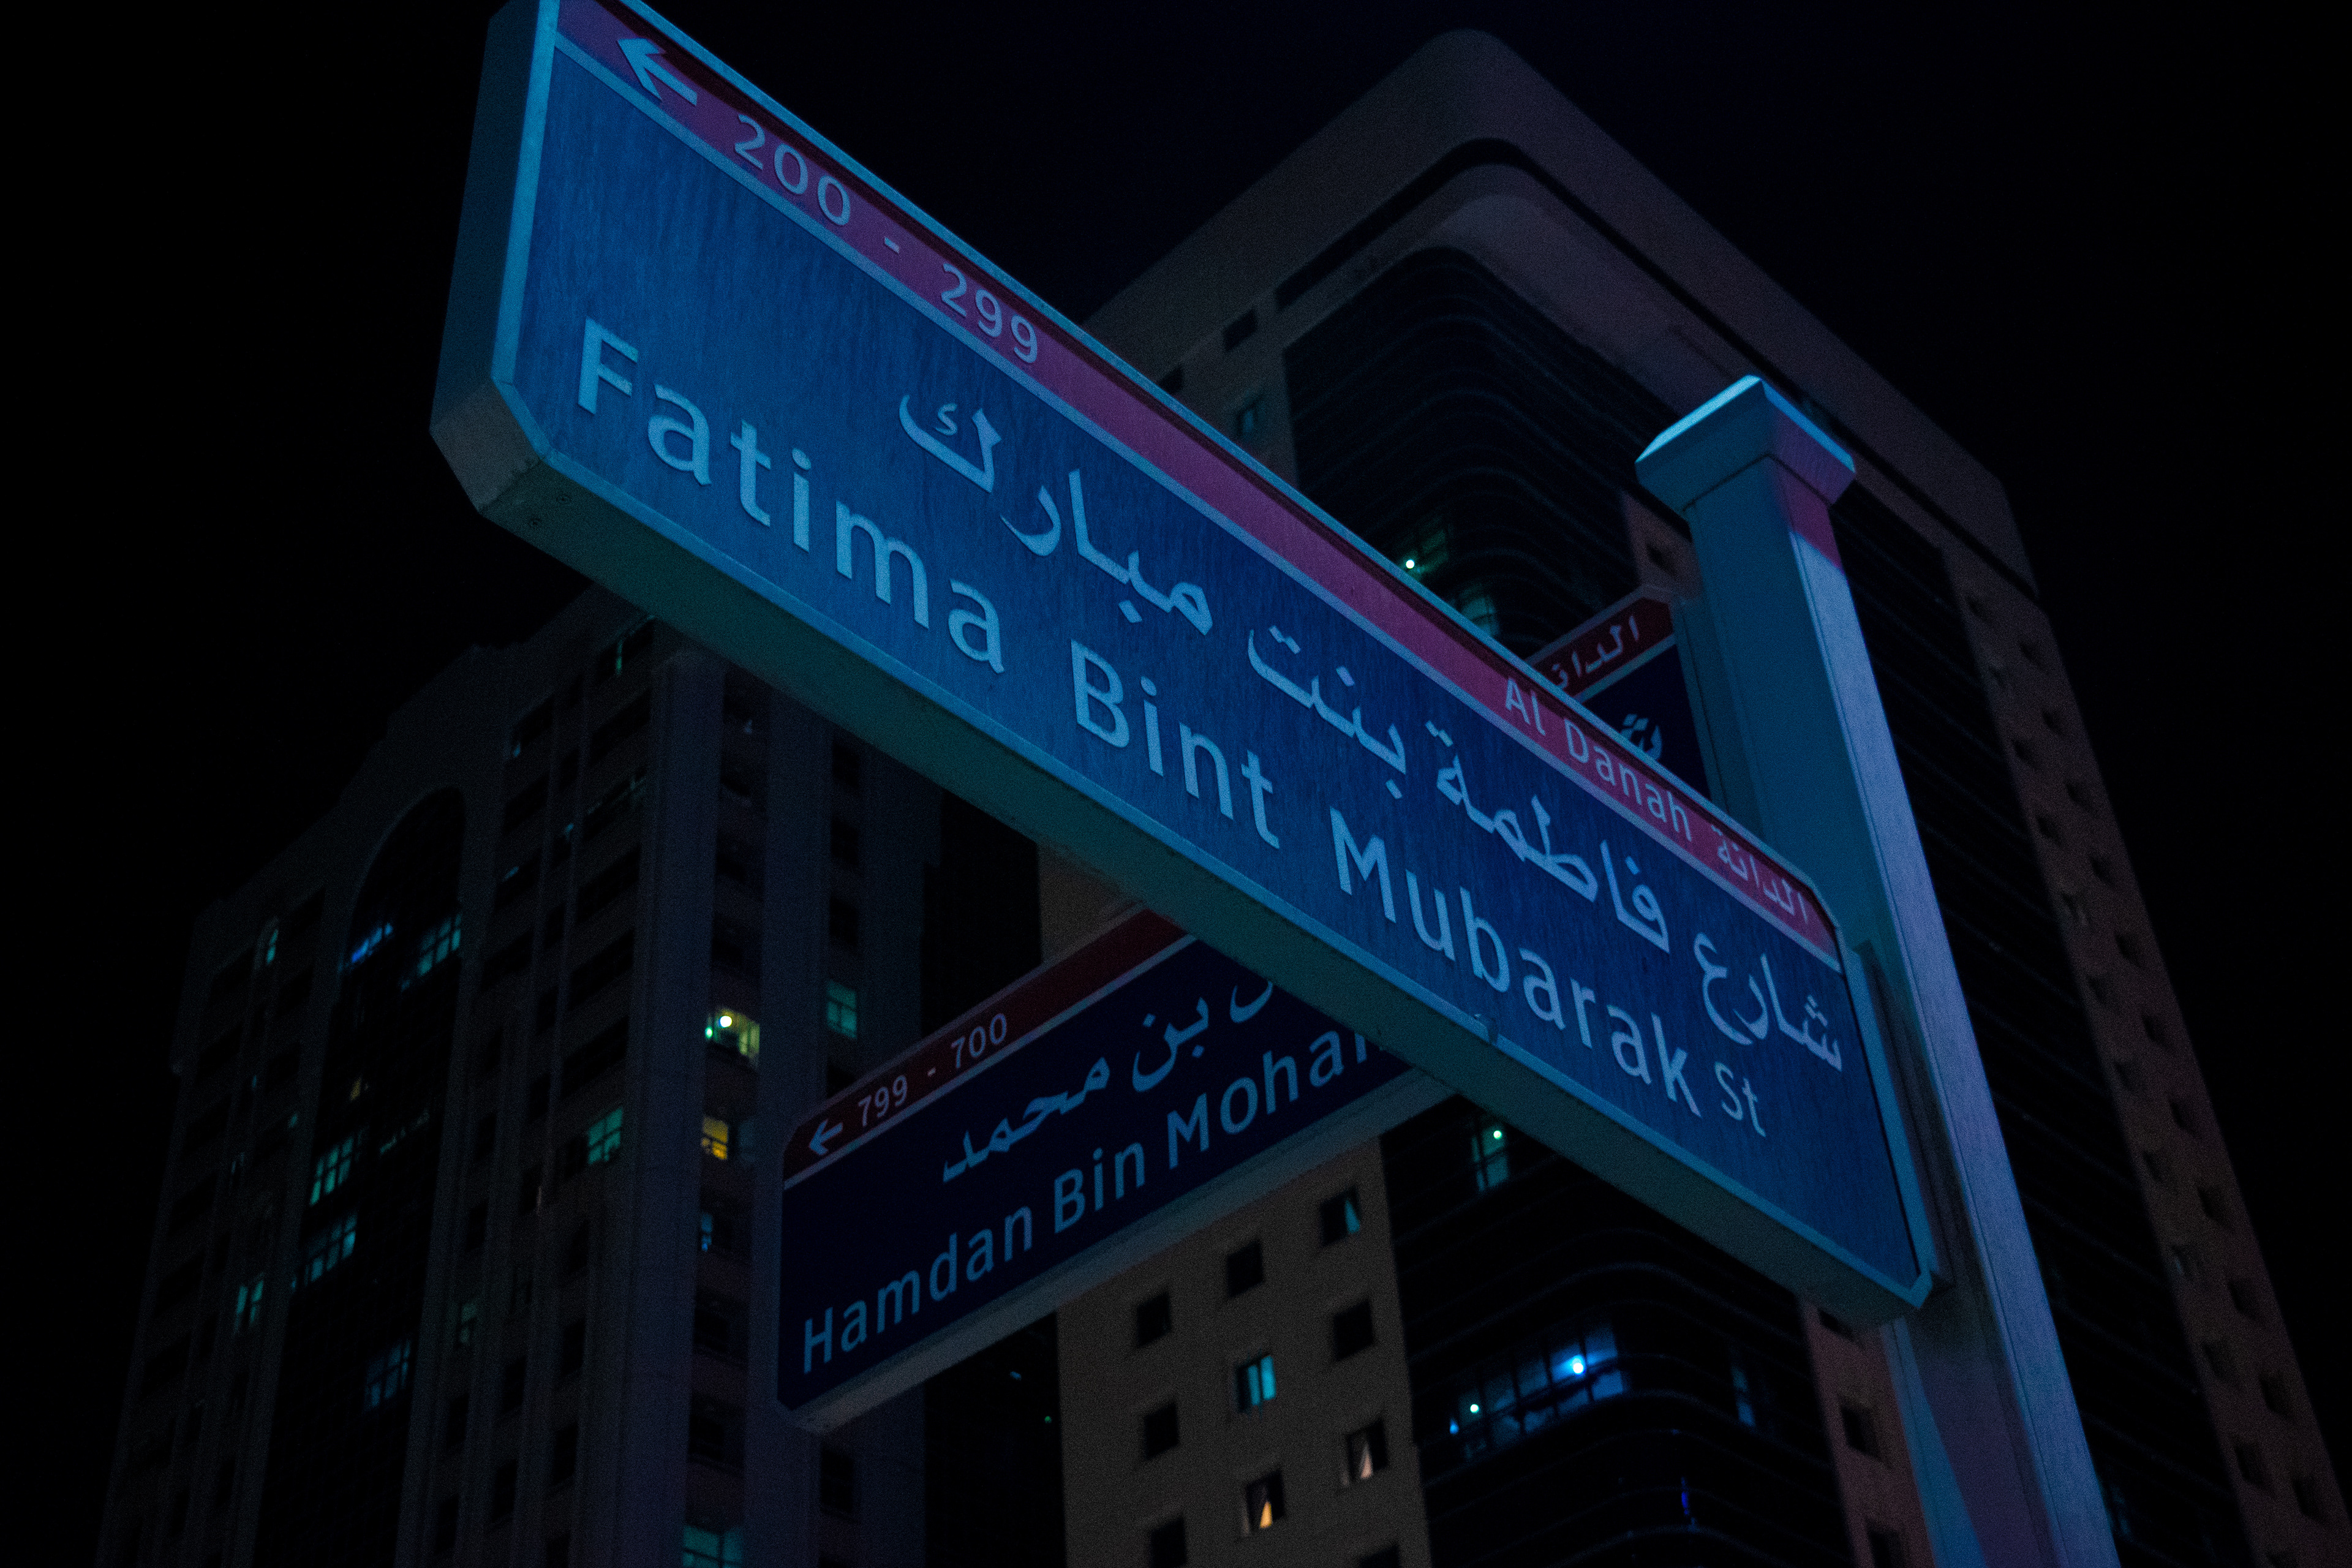 ← 200 - 299 Al Danah الدانة
شارع فاطمة بنت مبارك
Fatima Bint Mubarak St
← 799 - 700
ن بن محمد
Hamdan Bin Moha